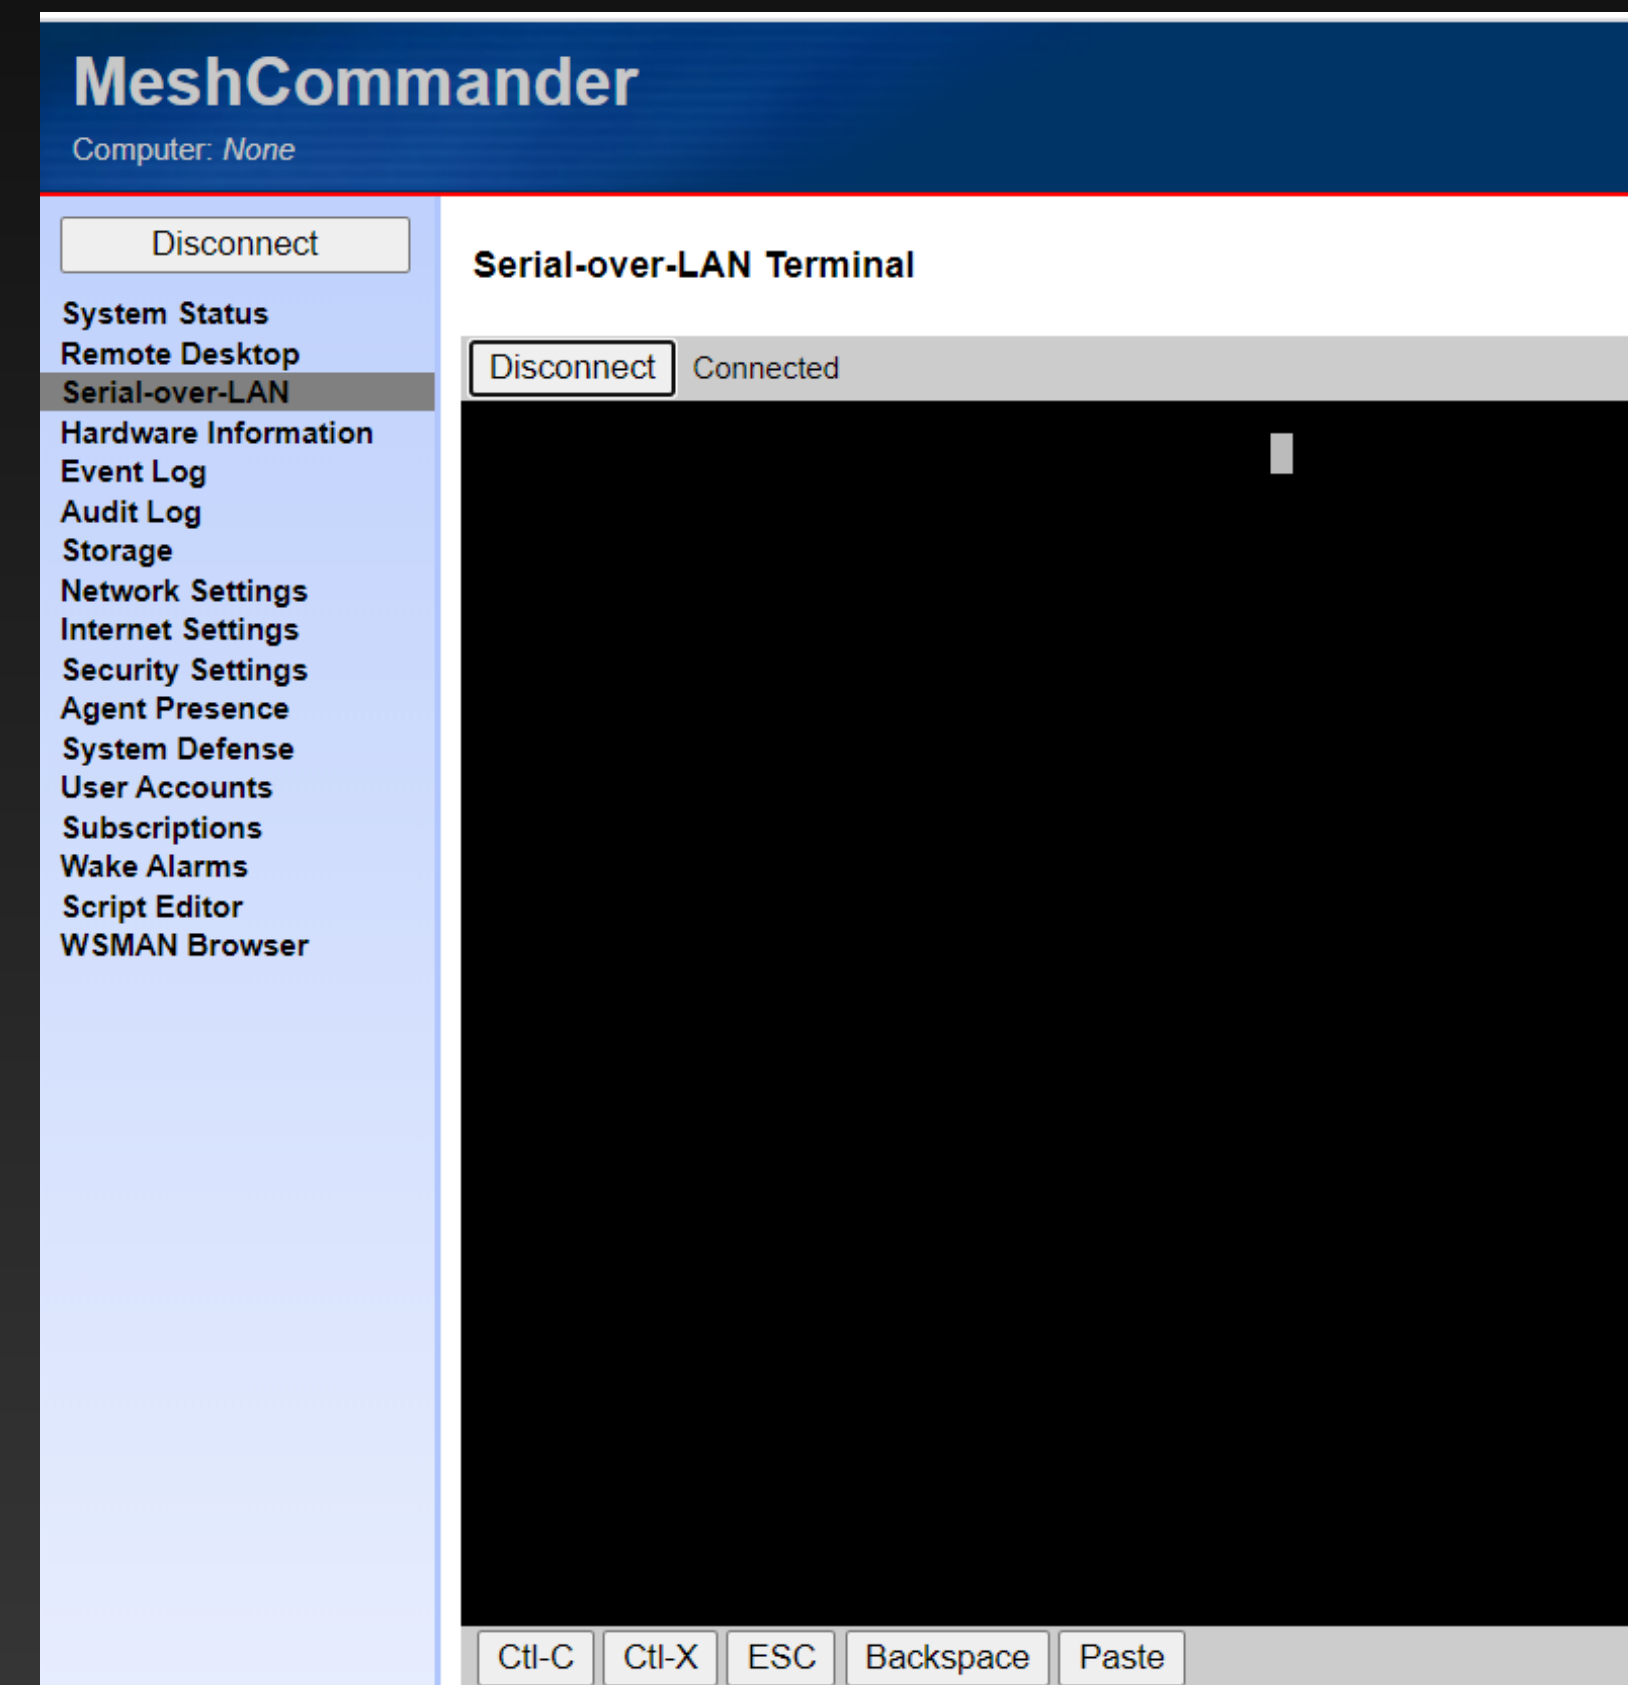 MeshCommander
Computer: None
Disconnect
System Status
Remote Desktop
Serial-over-LAN
Hardware Information
Event Log
Audit Log
Storage
Network Settings
Internet Settings
Security Settings
Agent Presence
System Defense
User Accounts
Subscriptions
Wake Alarms
Script Editor
WSMAN Browser
Serial-over-LAN Terminal
Disconnect Connected
Ctl-C Ctl-X ESC Backspace Paste